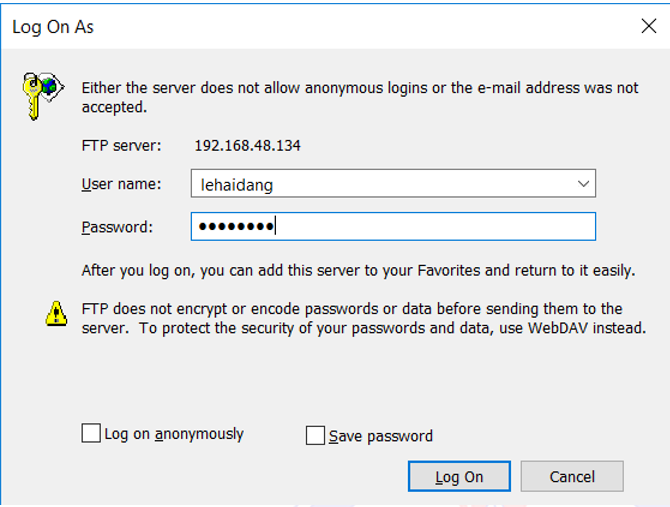 Log On As
Either the server does not allow anonymous logins or the e-mail address was not
accepted.
FTP server: 192.168.48.134
User name: lehaidang
Password: ●●●●●●●●
After you log on, you can add this server to your Favorites and return to it easily.
FTP does not encrypt or encode passwords or data before sending them to the
server. To protect the security of your passwords and data, use WebDAV instead.
Log on anonymously Save password
Log On Cancel